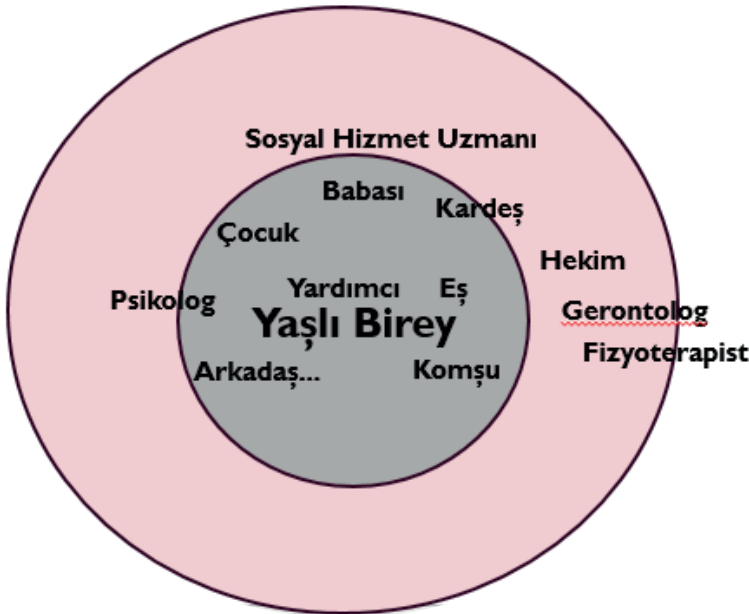 Sosyal Hizmet Uzmanı
Babası
Kardeş
Çocuk
Hekim
Yardımcı
Eş
Psikolog
Gerontolog
Yaşlı Birey
Fizyoterapist
Arkadaş...
Komşu